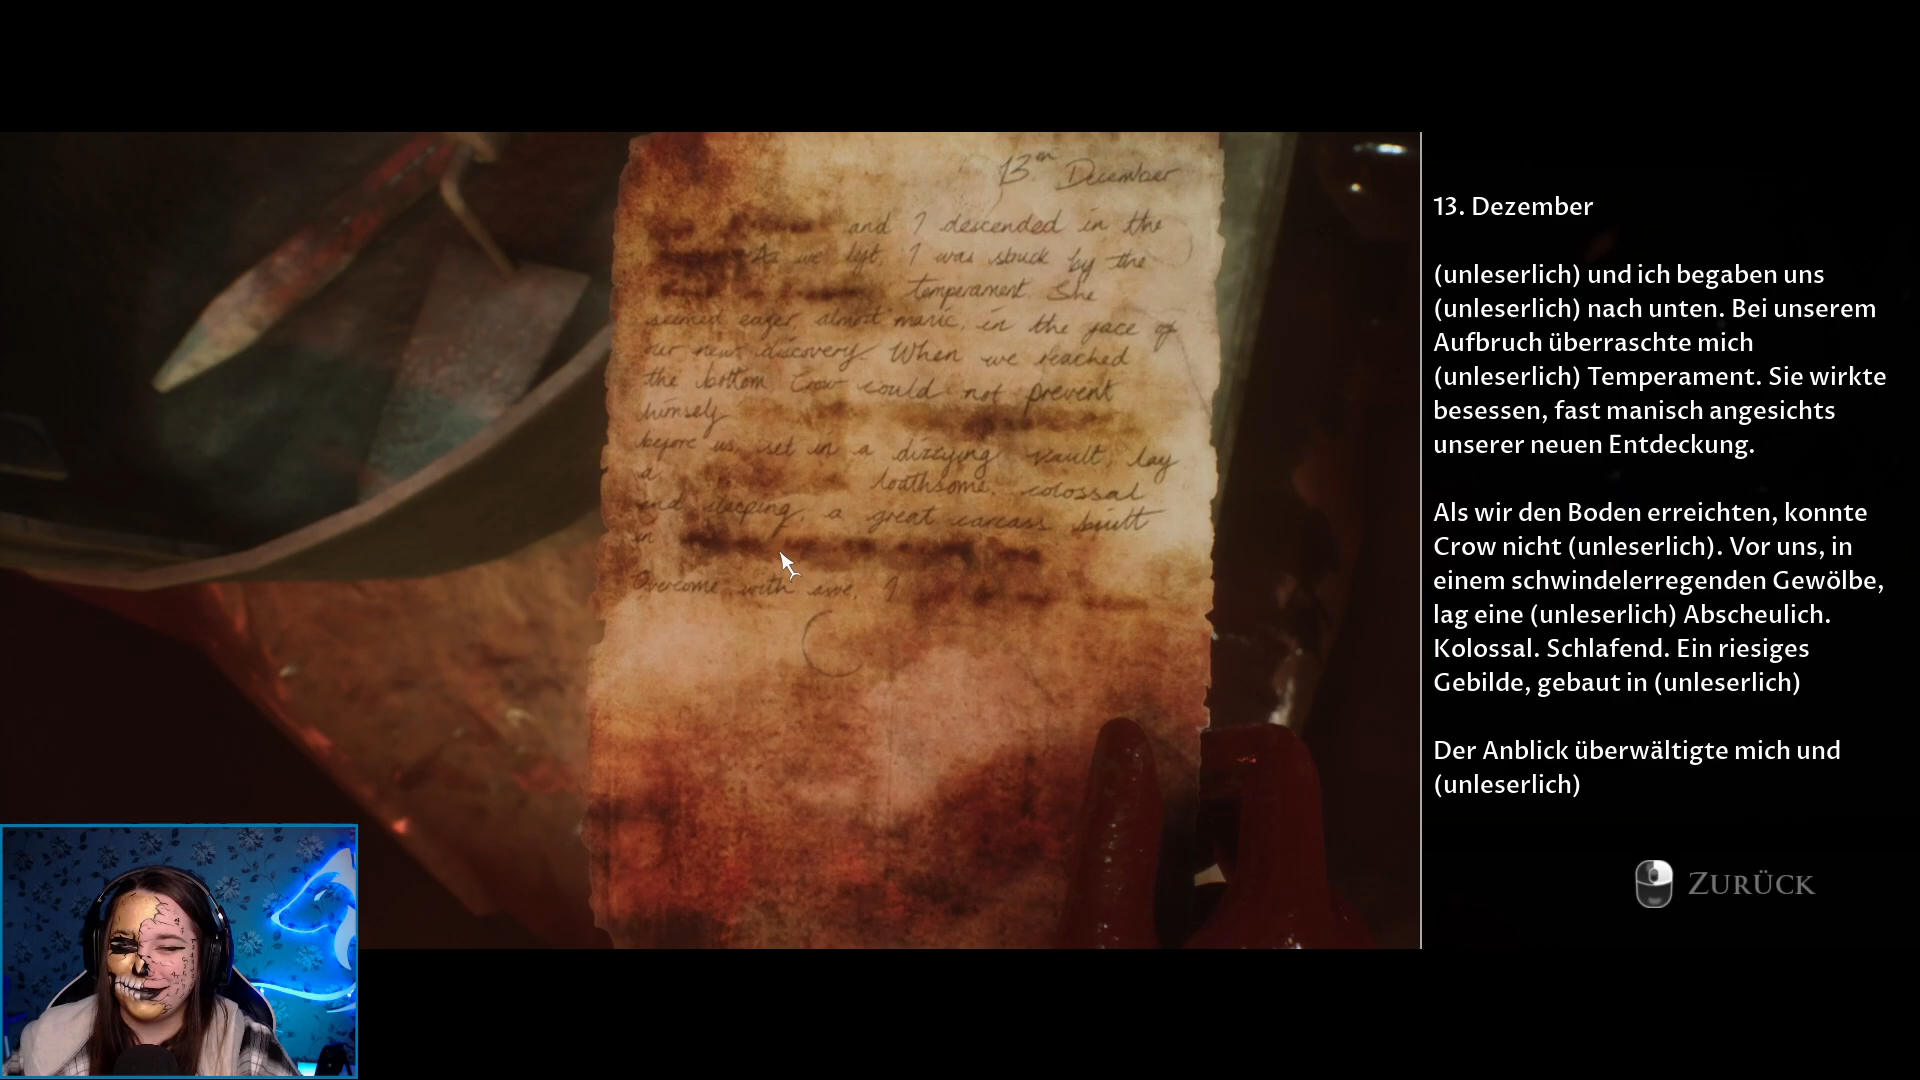 13th December
and I descended in the
As we left, I was struck by the
temperament. She
seemed eager, almost manic, in the face of
our new discovery. When we reached
the bottom, Crow could not prevent
himself
before us, set in a dizzying vault, lay
a loathsome, colossal
and sleeping, a great carcass built
in
Overcome with awe, I
13. Dezember
(unleserlich) und ich begaben uns
(unleserlich) nach unten. Bei unserem
Aufbruch überraschte mich
(unleserlich) Temperament. Sie wirkte
besessen, fast manisch angesichts
unserer neuen Entdeckung.
Als wir den Boden erreichten, konnte
Crow nicht (unleserlich). Vor uns, in
einem schwindelerregenden Gewölbe,
lag eine (unleserlich) Abscheulich.
Kolossal. Schlafend. Ein riesiges
Gebilde, gebaut in (unleserlich)
Der Anblick überwältigte mich und
(unleserlich)
ZURÜCK